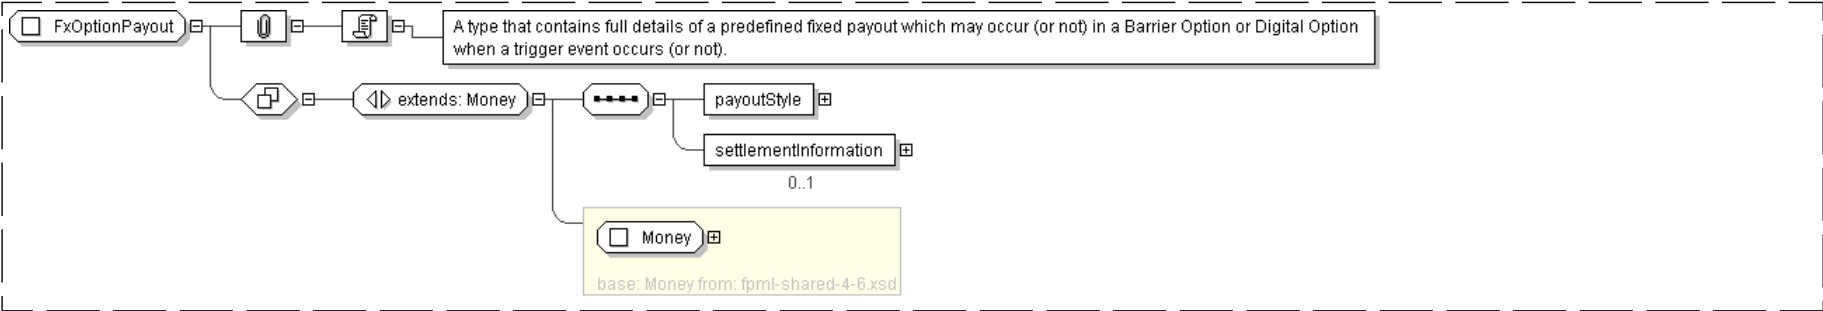 FxOptionPayout
A type that contains full details of a predefined fixed payout which may occur (or not) in a Barrier Option or Digital Option
when a trigger event occurs (or not).
extends: Money
payoutStyle
settlementInformation
0..1
Money
base: Money from: fpml-shared-4-6.xsd